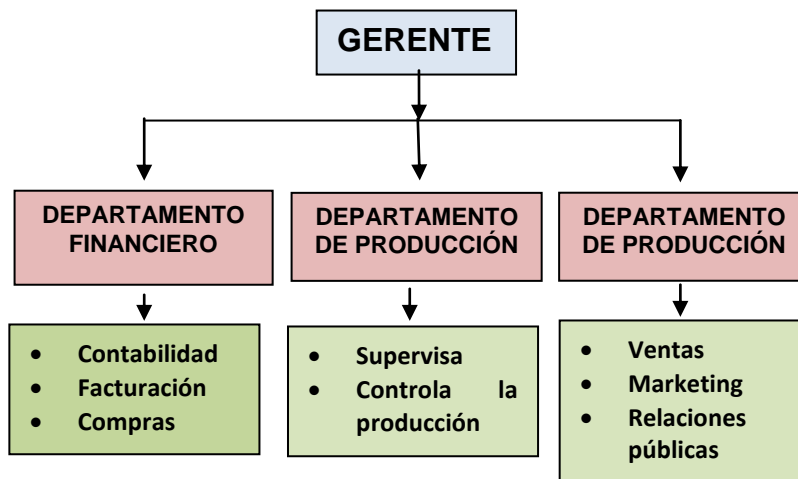 GERENTE
DEPARTAMENTO
FINANCIERO
DEPARTAMENTO
DE PRODUCCIÓN
DEPARTAMENTO
DE PRODUCCIÓN
• Contabilidad
• Facturación
• Compras
• Supervisa
• Controla la
producción
• Ventas
• Marketing
• Relaciones
públicas